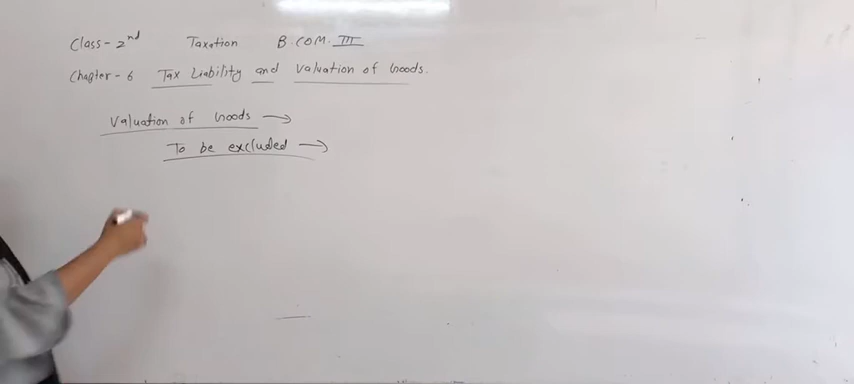 Class - 2nd Taxation B.COM. III
Chapter - 6 Tax Liability and Valuation of Goods.
Valuation of Goods →
To be excluded →